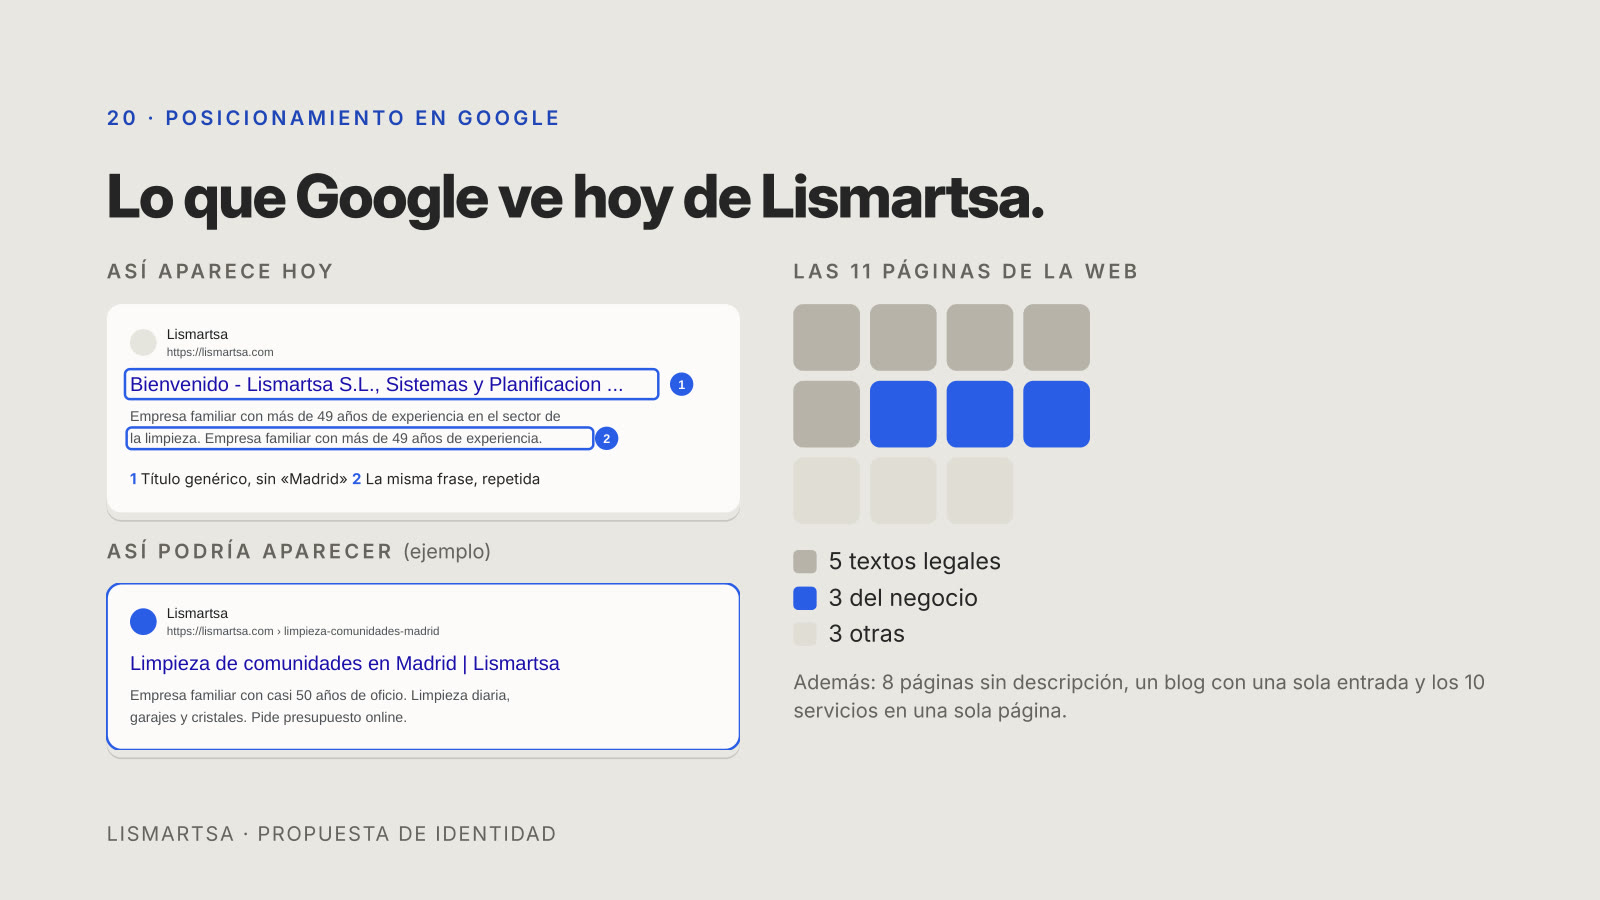 20 · POSICIONAMIENTO EN GOOGLE
Lo que Google ve hoy de Lismartsa.
ASÍ APARECE HOY
Lismartsa
https://lismartsa.com
Bienvenido - Lismartsa S.L., Sistemas y Planificacion ...
1
Empresa familiar con más de 49 años de experiencia en el sector de
la limpieza. Empresa familiar con más de 49 años de experiencia.
2
1 Título genérico, sin «Madrid» 2 La misma frase, repetida
ASÍ PODRÍA APARECER (ejemplo)
Lismartsa
https://lismartsa.com › limpieza-comunidades-madrid
Limpieza de comunidades en Madrid | Lismartsa
Empresa familiar con casi 50 años de oficio. Limpieza diaria,
garajes y cristales. Pide presupuesto online.
LAS 11 PÁGINAS DE LA WEB
5 textos legales
3 del negocio
3 otras
Además: 8 páginas sin descripción, un blog con una sola entrada y los 10
servicios en una sola página.
LISMARTSA · PROPUESTA DE IDENTIDAD